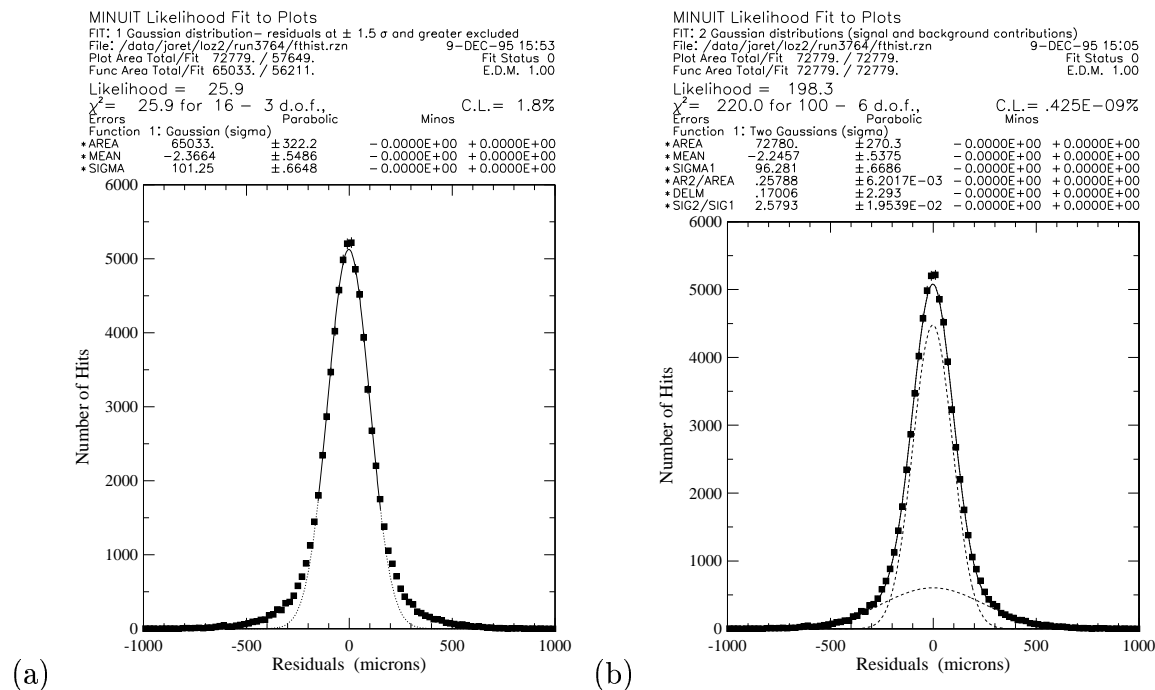 MINUIT Likelihood Fit to Plots
FIT: 1 Gaussian distribution- residuals at ± 1.5 σ and greater excluded
File: /data/jaret/loz2/run3764/fthist.rzn 9-DEC-95 15:53
Plot Area Total/Fit 72779. / 57649. Fit Status 0
Func Area Total/Fit 65033. / 56211. E.D.M. 1.00
Likelihood = 25.9
χ²= 25.9 for 16 - 3 d.o.f., C.L.= 1.8%
Errors Parabolic Minos
Function 1: Gaussian (sigma)
* AREA 65033. ± 322.2 - 0.0000E+00 + 0.0000E+00
* MEAN -2.3664 ± .5486 - 0.0000E+00 + 0.0000E+00
* SIGMA 101.25 ± .6648 - 0.0000E+00 + 0.0000E+00
6000
5000
4000
3000
2000
1000
0
Number of Hits
-1000 -500 0 500 1000
Residuals (microns)
(a)
MINUIT Likelihood Fit to Plots
FIT: 2 Gaussian distributions (signal and background contributions)
File: /data/jaret/loz2/run3764/fthist.rzn 9-DEC-95 15:05
Plot Area Total/Fit 72779. / 72779. Fit Status 0
Func Area Total/Fit 72779. / 72779. E.D.M. 1.00
Likelihood = 198.3
χ²= 220.0 for 100 - 6 d.o.f., C.L.= .425E-09%
Errors Parabolic Minos
Function 1: Two Gaussians (sigma)
* AREA 72780. ± 270.3 - 0.0000E+00 + 0.0000E+00
* MEAN -2.2457 ± .5375 - 0.0000E+00 + 0.0000E+00
* SIGMA1 96.281 ± .6686 - 0.0000E+00 + 0.0000E+00
* AR2/AREA .25788 ± 6.2017E-03 - 0.0000E+00 + 0.0000E+00
* DELM .17006 ± 2.293 - 0.0000E+00 + 0.0000E+00
* SIG2/SIG1 2.5793 ± 1.9539E-02 - 0.0000E+00 + 0.0000E+00
6000
5000
4000
3000
2000
1000
0
Number of Hits
-1000 -500 0 500 1000
Residuals (microns)
(b)